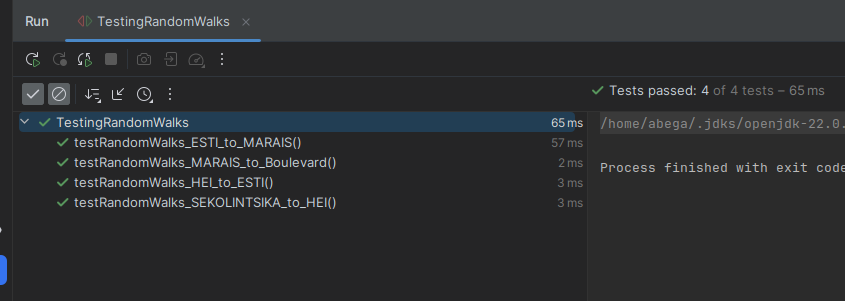 Run TestingRandomWalks ×
Tests passed: 4 of 4 tests – 65 ms
TestingRandomWalks 65 ms
testRandomWalks_ESTI_to_MARAIS() 57 ms
testRandomWalks_MARAIS_to_Boulevard() 2 ms
testRandomWalks_HEI_to_ESTI() 3 ms
testRandomWalks_SEKOLINTSIKA_to_HEI() 3 ms
/home/abega/.jdks/openjdk-22.0.
Process finished with exit code